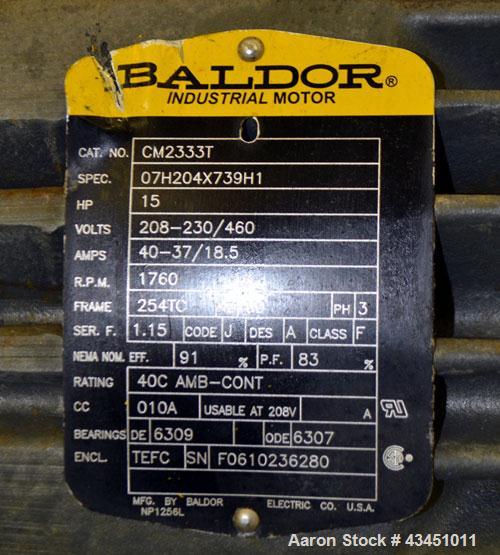 BALDOR®
INDUSTRIAL MOTOR
CAT. NO. CM2333T
SPEC. 07H204X739H1
HP 15
VOLTS 208-230/460
AMPS 40-37/18.5
R.P.M. 1760
FRAME 254TC PH 3
SER. F. 1.15 CODE J DES A CLASS F
NEMA NOM. EFF. 91 % P.F. 83 %
RATING 40C AMB-CONT
CC 010A USABLE AT 208V A
BEARINGS DE 6309 ODE 6307
ENCL. TEFC SN F0610236280
MFG. BY BALDOR ELECTRIC CO. U.S.A.
NP1256L
Aaron Stock # 43451011